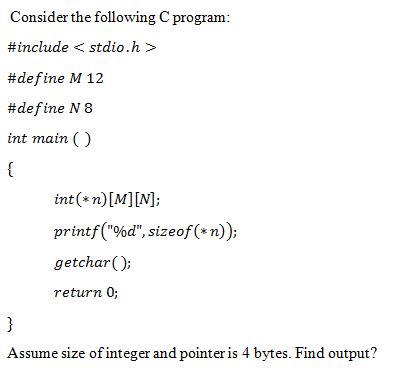 Consider the following C program:
#include < stdio.h >
#define M 12
#define N 8
int main ( )
{
int(*n)[M][N];
printf("%d", sizeof(*n));
getchar();
return 0;
}
Assume size of integer and pointer is 4 bytes. Find output?